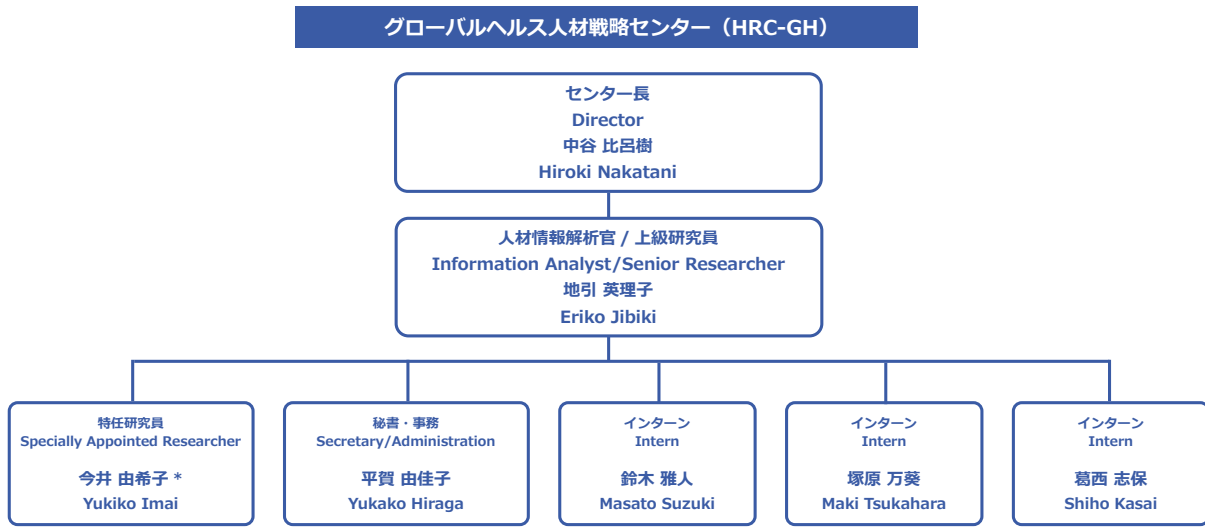 グローバルヘルス人材戦略センター（HRC-GH）
センター長
Director
中谷 比呂樹
Hiroki Nakatani
人材情報解析官 / 上級研究員
Information Analyst/Senior Researcher
地引 英理子
Eriko Jibiki
特任研究員
Specially Appointed Researcher
今井 由希子 *
Yukiko Imai
秘書・事務
Secretary/Administration
平賀 由佳子
Yukako Hiraga
インターン
Intern
鈴木 雅人
Masato Suzuki
インターン
Intern
塚原 万葵
Maki Tsukahara
インターン
Intern
葛西 志保
Shiho Kasai